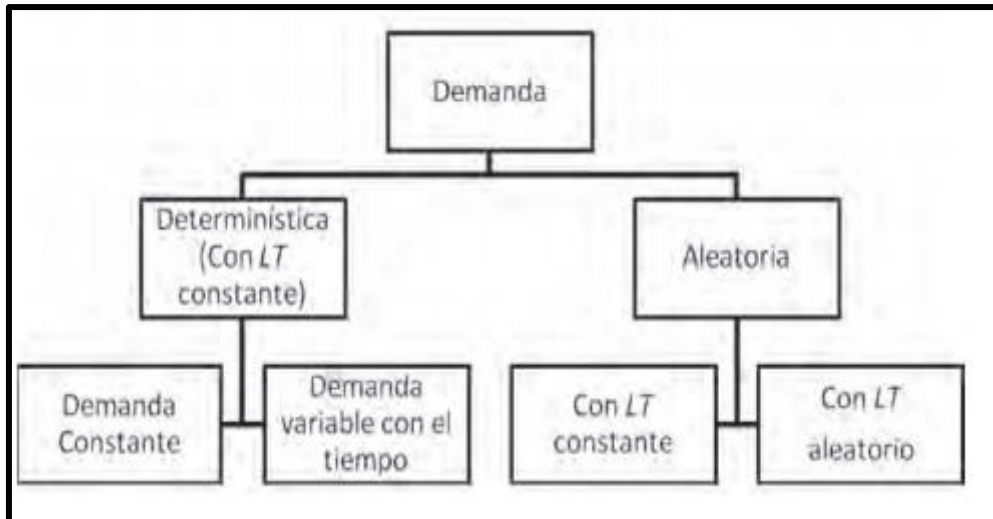 Demanda
Determinística
(Con LT
constante)
Aleatoria
Demanda
Constante
Demanda
variable con el
tiempo
Con LT
constante
Con LT
aleatorio